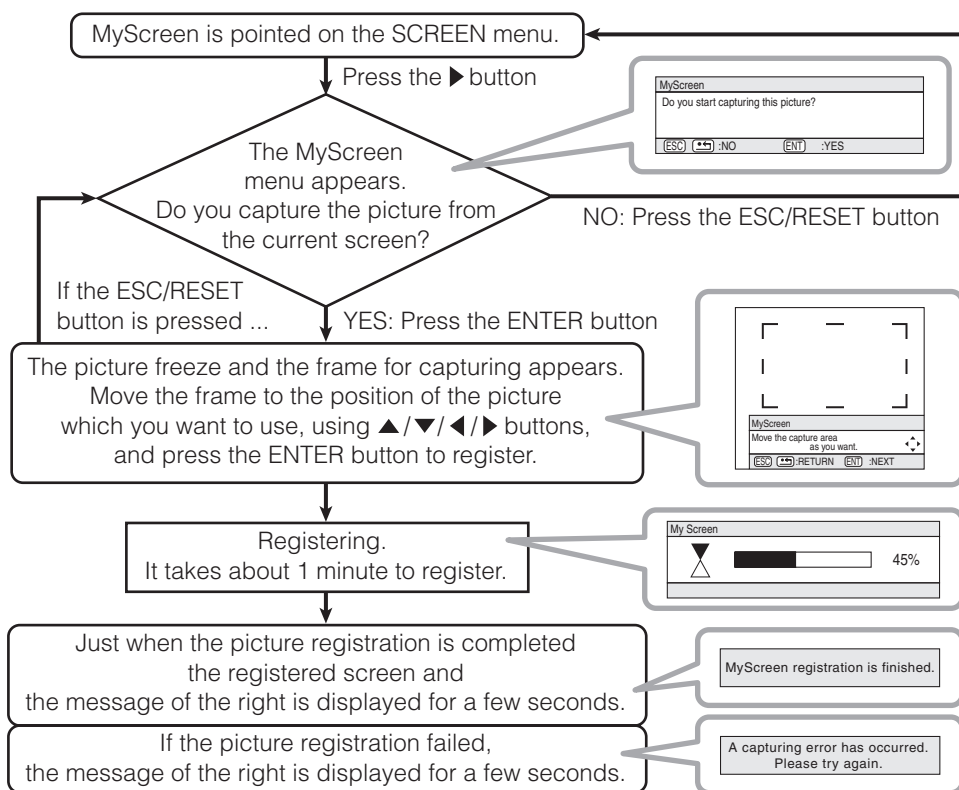 MyScreen is pointed on the SCREEN menu.
Press the ▶ button
MyScreen
Do you start capturing this picture?
ESC :NO ENT :YES
The MyScreen
menu appears.
Do you capture the picture from
the current screen?
NO: Press the ESC/RESET button
If the ESC/RESET
button is pressed ...
YES: Press the ENTER button
The picture freeze and the frame for capturing appears.
Move the frame to the position of the picture
which you want to use, using ▲/▼/◀/▶ buttons,
and press the ENTER button to register.
MyScreen
Move the capture area
as you want.
ESC :RETURN ENT :NEXT
Registering.
It takes about 1 minute to register.
My Screen
45%
Just when the picture registration is completed
the registered screen and
the message of the right is displayed for a few seconds.
MyScreen registration is finished.
If the picture registration failed,
the message of the right is displayed for a few seconds.
A capturing error has occurred.
Please try again.